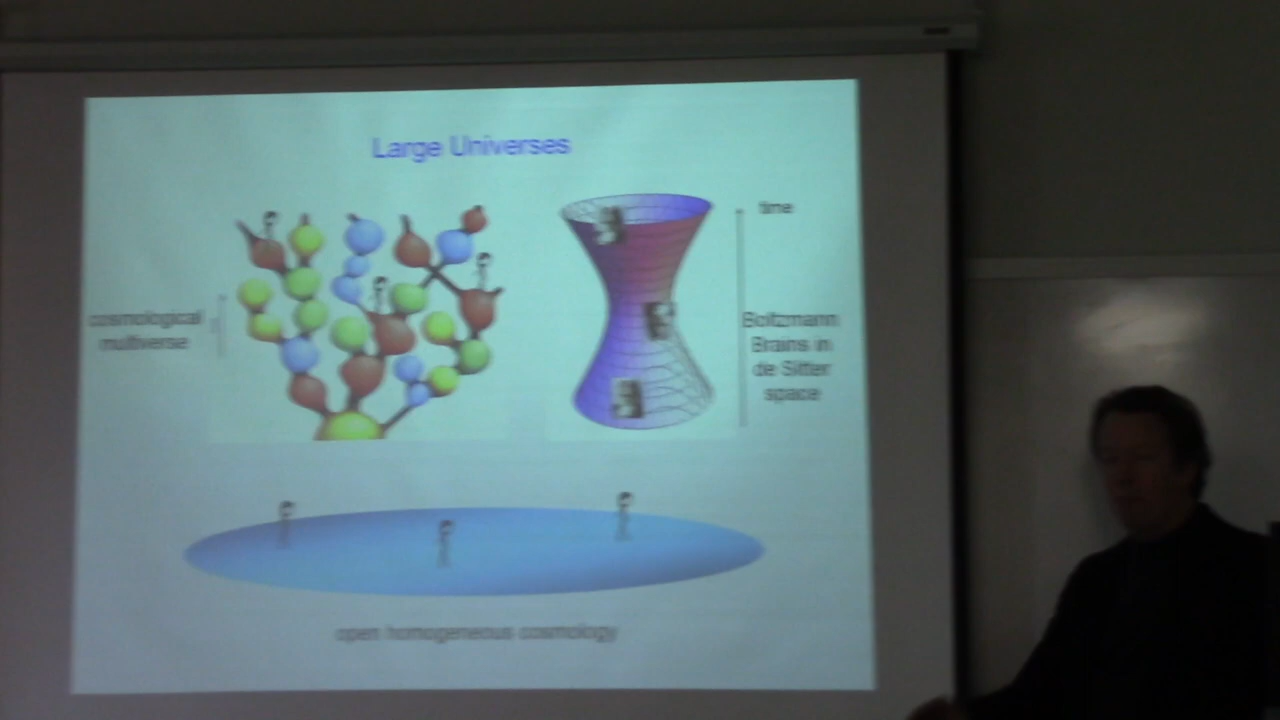 Large Universes
cosmological
multiverse
time
Boltzmann
Brains in
de Sitter
space
open homogeneous cosmology